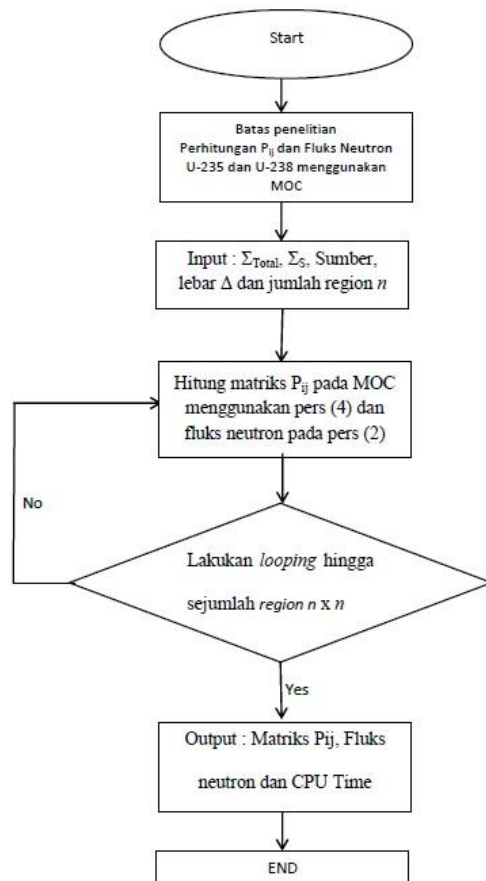 Start
Batas penelitian
Perhitungan Pij dan Fluks Neutron
U-235 dan U-238 menggunakan
MOC
Input : ΣTotal, ΣS, Sumber,
lebar Δ dan jumlah region n
Hitung matriks Pij pada MOC
menggunakan pers (4) dan
fluks neutron pada pers (2)
No
Lakukan looping hingga
sejumlah region n x n
Yes
Output : Matriks Pij, Fluks
neutron dan CPU Time
END